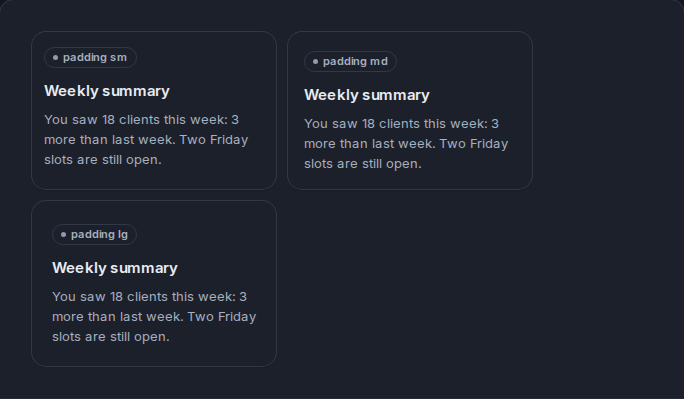 padding sm
Weekly summary
You saw 18 clients this week: 3
more than last week. Two Friday
slots are still open.
padding md
Weekly summary
You saw 18 clients this week: 3
more than last week. Two Friday
slots are still open.
padding lg
Weekly summary
You saw 18 clients this week: 3
more than last week. Two Friday
slots are still open.